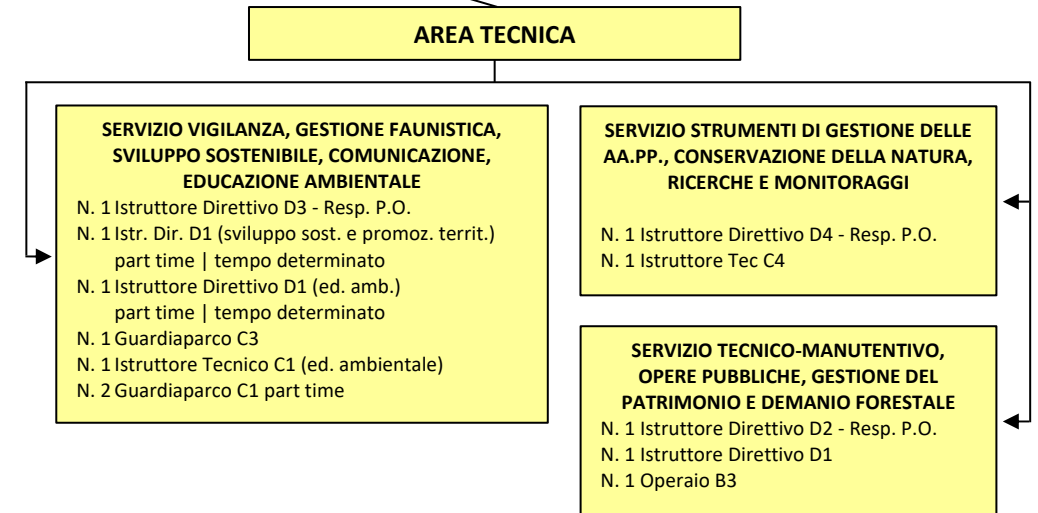 AREA TECNICA
SERVIZIO VIGILANZA, GESTIONE FAUNISTICA,
SVILUPPO SOSTENIBILE, COMUNICAZIONE,
EDUCAZIONE AMBIENTALE
N. 1 Istruttore Direttivo D3 - Resp. P.O.
N. 1 Istr. Dir. D1 (sviluppo sost. e promoz. territ.)
part time | tempo determinato
N. 1 Istruttore Direttivo D1 (ed. amb.)
part time | tempo determinato
N. 1 Guardiaparco C3
N. 1 Istruttore Tecnico C1 (ed. ambientale)
N. 2 Guardiaparco C1 part time
SERVIZIO STRUMENTI DI GESTIONE DELLE
AA.PP., CONSERVAZIONE DELLA NATURA,
RICERCHE E MONITORAGGI
N. 1 Istruttore Direttivo D4 - Resp. P.O.
N. 1 Istruttore Tec C4
SERVIZIO TECNICO-MANUTENTIVO,
OPERE PUBBLICHE, GESTIONE DEL
PATRIMONIO E DEMANIO FORESTALE
N. 1 Istruttore Direttivo D2 - Resp. P.O.
N. 1 Istruttore Direttivo D1
N. 1 Operaio B3